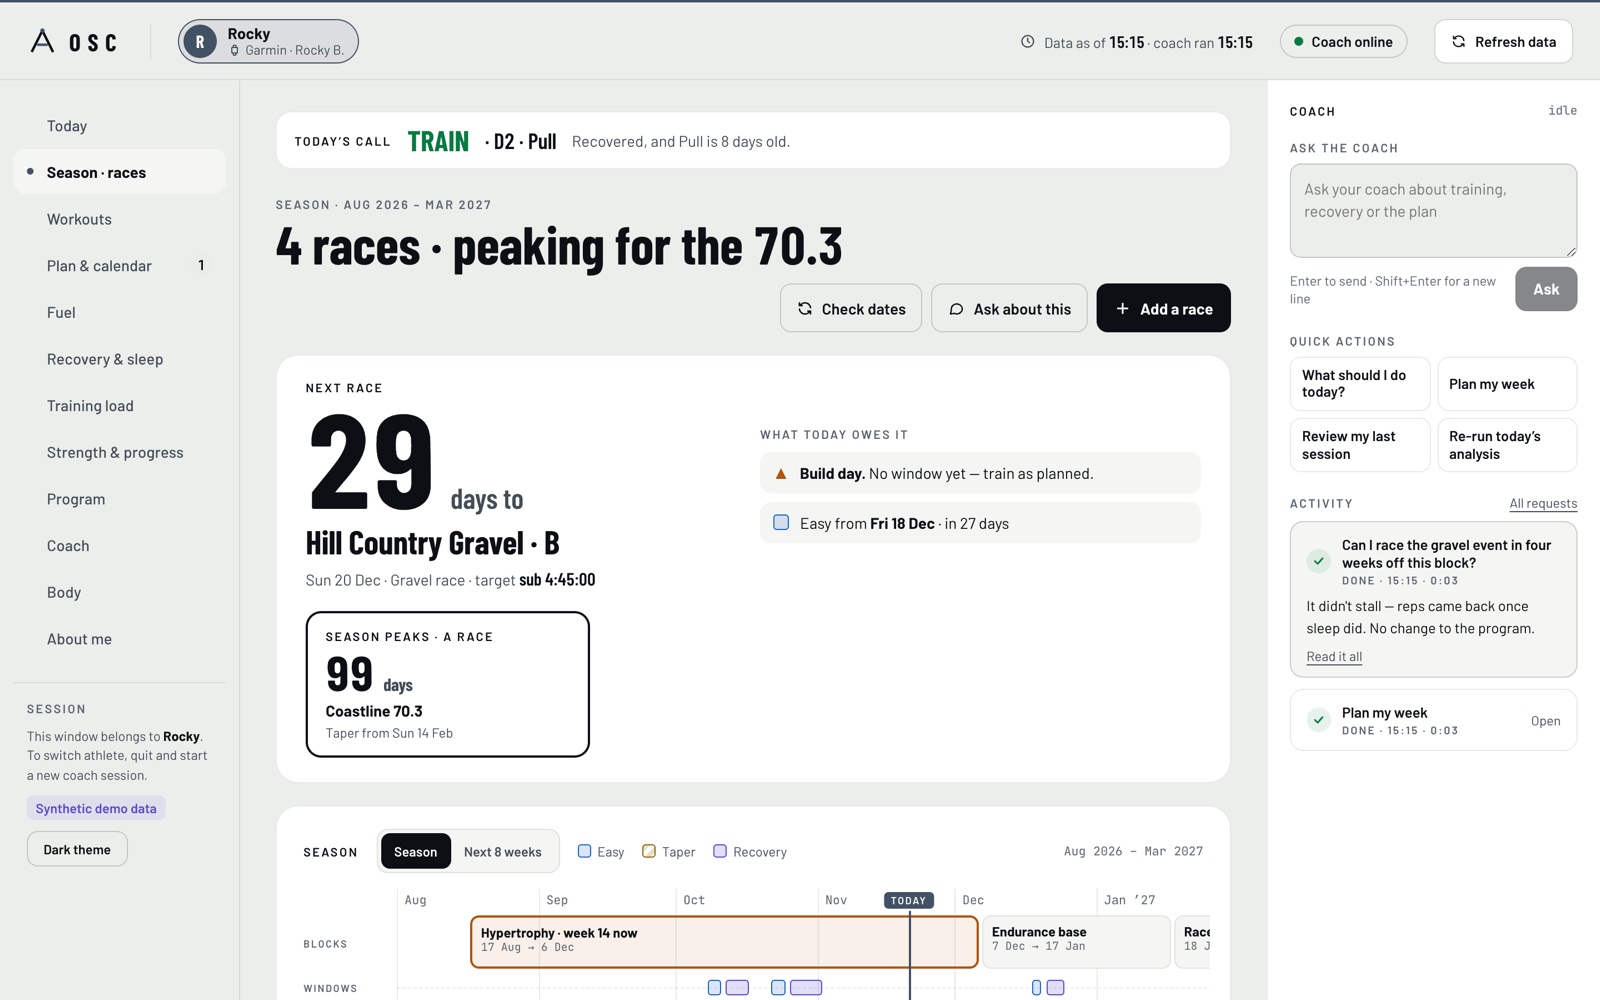 OSC
R
Rocky
Garmin · Rocky B.
Data as of 15:15 · coach ran 15:15
Coach online
Refresh data
Today
Season · races
Workouts
Plan & calendar 1
Fuel
Recovery & sleep
Training load
Strength & progress
Program
Coach
Body
About me
SESSION
This window belongs to Rocky.
To switch athlete, quit and start
a new coach session.
Synthetic demo data
Dark theme
TODAY’S CALL TRAIN · D2 · Pull Recovered, and Pull is 8 days old.
SEASON · AUG 2026 – MAR 2027
4 races · peaking for the 70.3
Check dates
Ask about this
Add a race
NEXT RACE
29 days to
Hill Country Gravel · B
Sun 20 Dec · Gravel race · target sub 4:45:00
SEASON PEAKS · A RACE
99 days
Coastline 70.3
Taper from Sun 14 Feb
WHAT TODAY OWES IT
Build day. No window yet — train as planned.
Easy from Fri 18 Dec · in 27 days
SEASON Season Next 8 weeks Easy Taper Recovery Aug 2026 – Mar 2027
Aug Sep Oct Nov TODAY Dec Jan ’27
BLOCKS
Hypertrophy · week 14 now
17 Aug → 6 Dec
Endurance base
7 Dec → 17 Jan
Race
18 J
WINDOWS
COACH idle
ASK THE COACH
Ask your coach about training,
recovery or the plan
Enter to send · Shift+Enter for a new
line
Ask
QUICK ACTIONS
What should I do
today?
Plan my week
Review my last
session
Re-run today’s
analysis
ACTIVITY All requests
Can I race the gravel event in four
weeks off this block?
DONE · 15:15 · 0:03
It didn't stall — reps came back once
sleep did. No change to the program.
Read it all
Plan my week
DONE · 15:15 · 0:03
Open